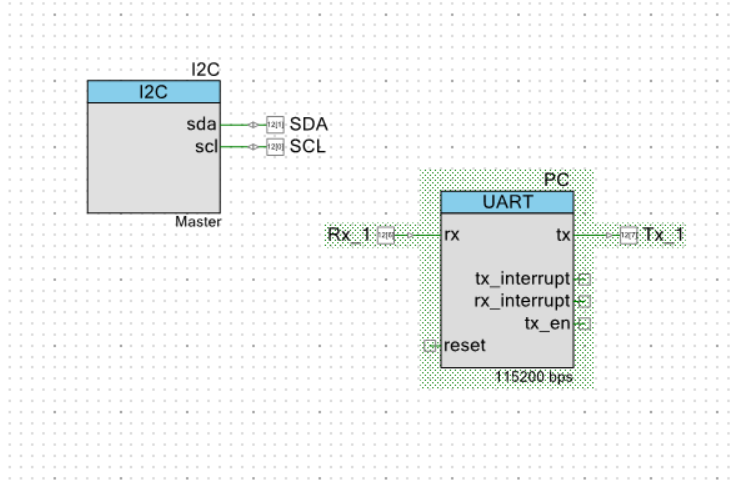 I2C
I2C
sda 12[1] SDA
scl 12[0] SCL
Master
PC
UART
Rx_1 12[6] rx tx 12[7] Tx_1
tx_interrupt
rx_interrupt
tx_en
reset
115200 bps